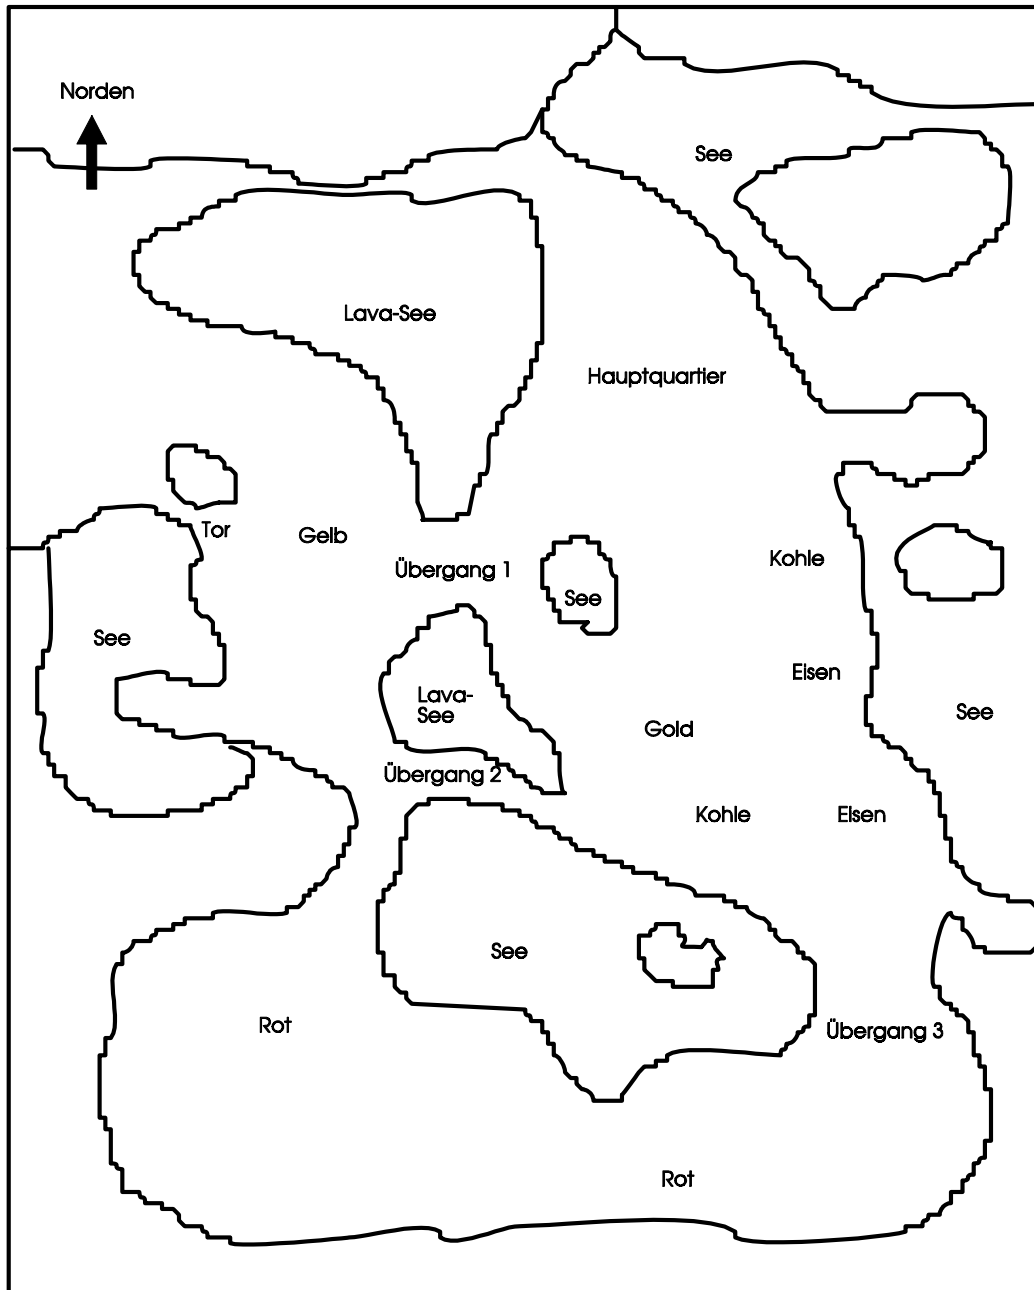 Norden
See
Lava-See
Hauptquartier
Tor
Gelb
Übergang 1
Kohle
See
See
Eisen
Lava-
See
Gold
See
Übergang 2
Kohle
EIsen
See
Rot
Übergang 3
Rot